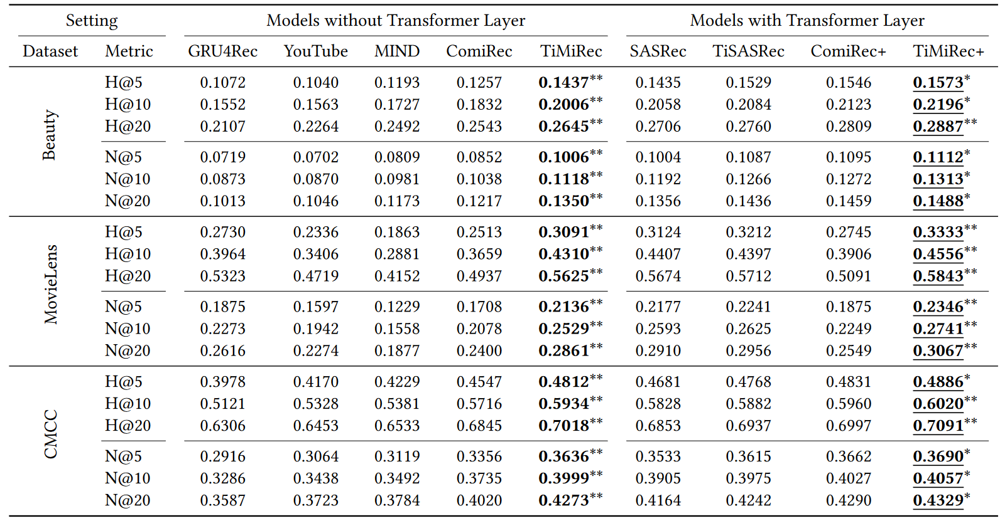 Setting Models without Transformer Layer Models with Transformer Layer
Dataset Metric GRU4Rec YouTube MIND ComiRec TiMiRec SASRec TiSASRec ComiRec+ TiMiRec+
Beauty
H@5 0.1072 0.1040 0.1193 0.1257 0.1437** 0.1435 0.1529 0.1546 0.1573*
H@10 0.1552 0.1563 0.1727 0.1832 0.2006** 0.2058 0.2084 0.2123 0.2196*
H@20 0.2107 0.2264 0.2492 0.2543 0.2645** 0.2706 0.2760 0.2809 0.2887**
N@5 0.0719 0.0702 0.0809 0.0852 0.1006** 0.1004 0.1087 0.1095 0.1112*
N@10 0.0873 0.0870 0.0981 0.1038 0.1118** 0.1192 0.1266 0.1272 0.1313*
N@20 0.1013 0.1046 0.1173 0.1217 0.1350** 0.1356 0.1436 0.1459 0.1488*
MovieLens
H@5 0.2730 0.2336 0.1863 0.2513 0.3091** 0.3124 0.3212 0.2745 0.3333**
H@10 0.3964 0.3406 0.2881 0.3659 0.4310** 0.4407 0.4397 0.3906 0.4556**
H@20 0.5323 0.4719 0.4152 0.4937 0.5625** 0.5674 0.5712 0.5091 0.5843**
N@5 0.1875 0.1597 0.1229 0.1708 0.2136** 0.2177 0.2241 0.1875 0.2346**
N@10 0.2273 0.1942 0.1558 0.2078 0.2529** 0.2593 0.2625 0.2249 0.2741**
N@20 0.2616 0.2274 0.1877 0.2400 0.2861** 0.2910 0.2956 0.2549 0.3067**
CMCC
H@5 0.3978 0.4170 0.4229 0.4547 0.4812** 0.4681 0.4768 0.4831 0.4886*
H@10 0.5121 0.5328 0.5381 0.5716 0.5934** 0.5828 0.5882 0.5960 0.6020**
H@20 0.6306 0.6453 0.6533 0.6845 0.7018** 0.6853 0.6937 0.6997 0.7091**
N@5 0.2916 0.3064 0.3119 0.3356 0.3636** 0.3533 0.3615 0.3662 0.3690*
N@10 0.3286 0.3438 0.3492 0.3735 0.3999** 0.3905 0.3975 0.4027 0.4057*
N@20 0.3587 0.3723 0.3784 0.4020 0.4273** 0.4164 0.4242 0.4290 0.4329*